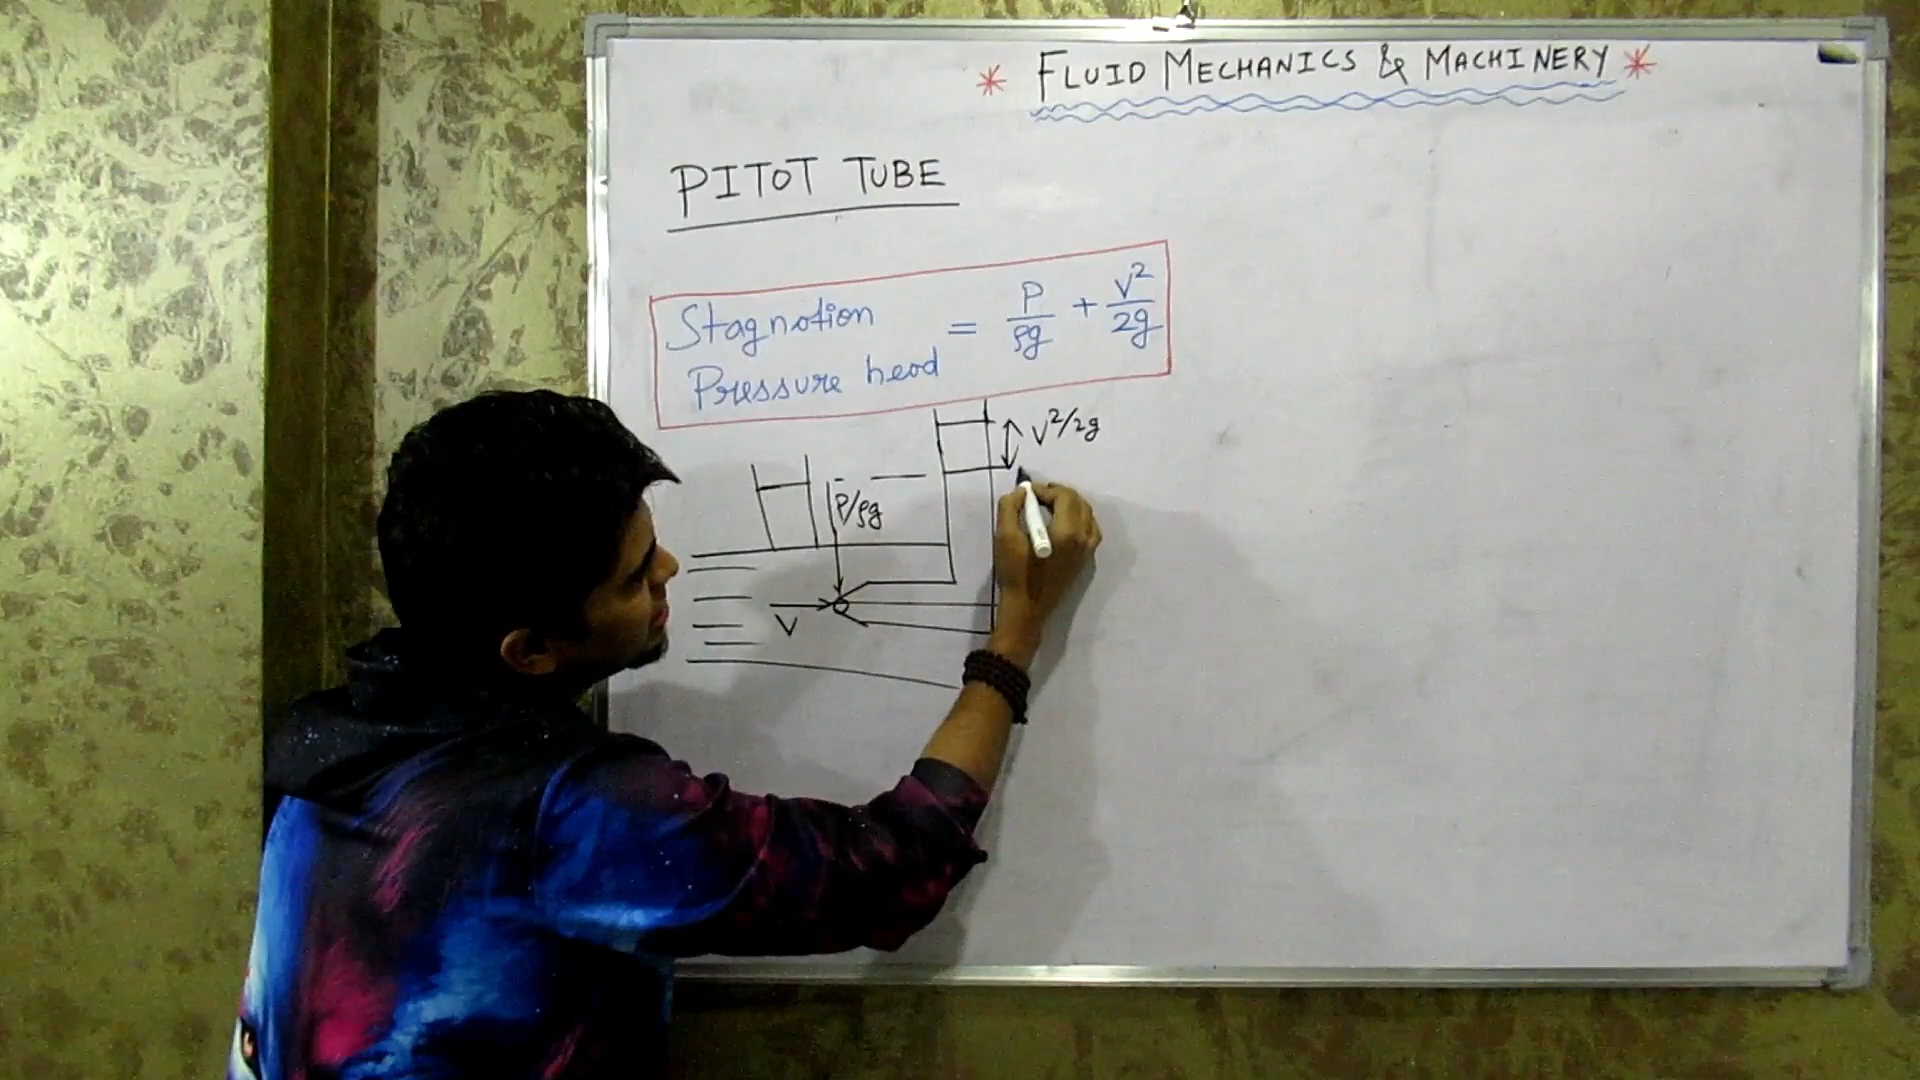 * FLUID MECHANICS & MACHINERY *
PITOT TUBE
Stagnation
Pressure head = P/ρg + V²/2g
V²/2g
P/ρg
V